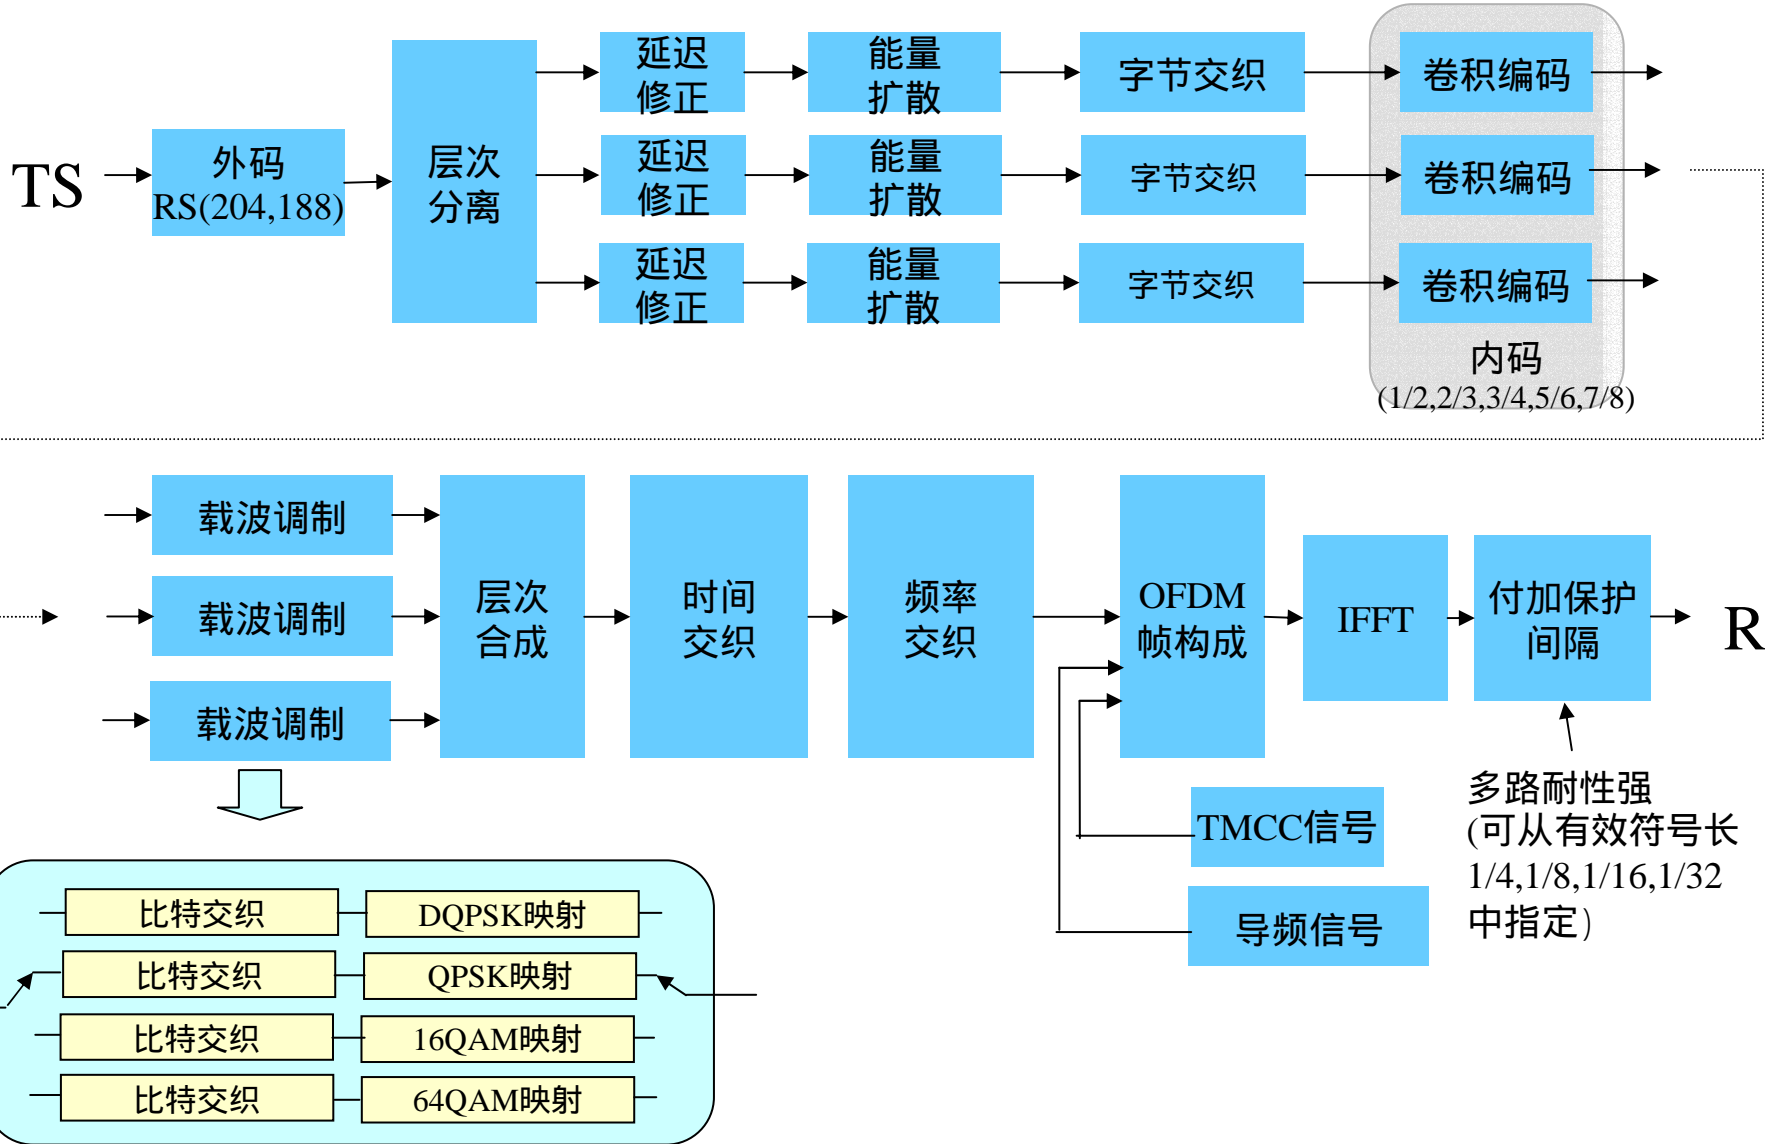 TS
外码
RS(204,188)
层次
分离
延迟
修正
能量
扩散
字节交织
卷积编码
延迟
修正
能量
扩散
字节交织
卷积编码
延迟
修正
能量
扩散
字节交织
卷积编码
内码
(1/2,2/3,3/4,5/6,7/8)
载波调制
载波调制
载波调制
层次
合成
时间
交织
频率
交织
OFDM
帧构成
IFFT
付加保护
间隔
R
TMCC信号
导频信号
多路耐性强
(可从有效符号长
1/4,1/8,1/16,1/32
中指定)
比特交织
DQPSK映射
比特交织
QPSK映射
比特交织
16QAM映射
比特交织
64QAM映射